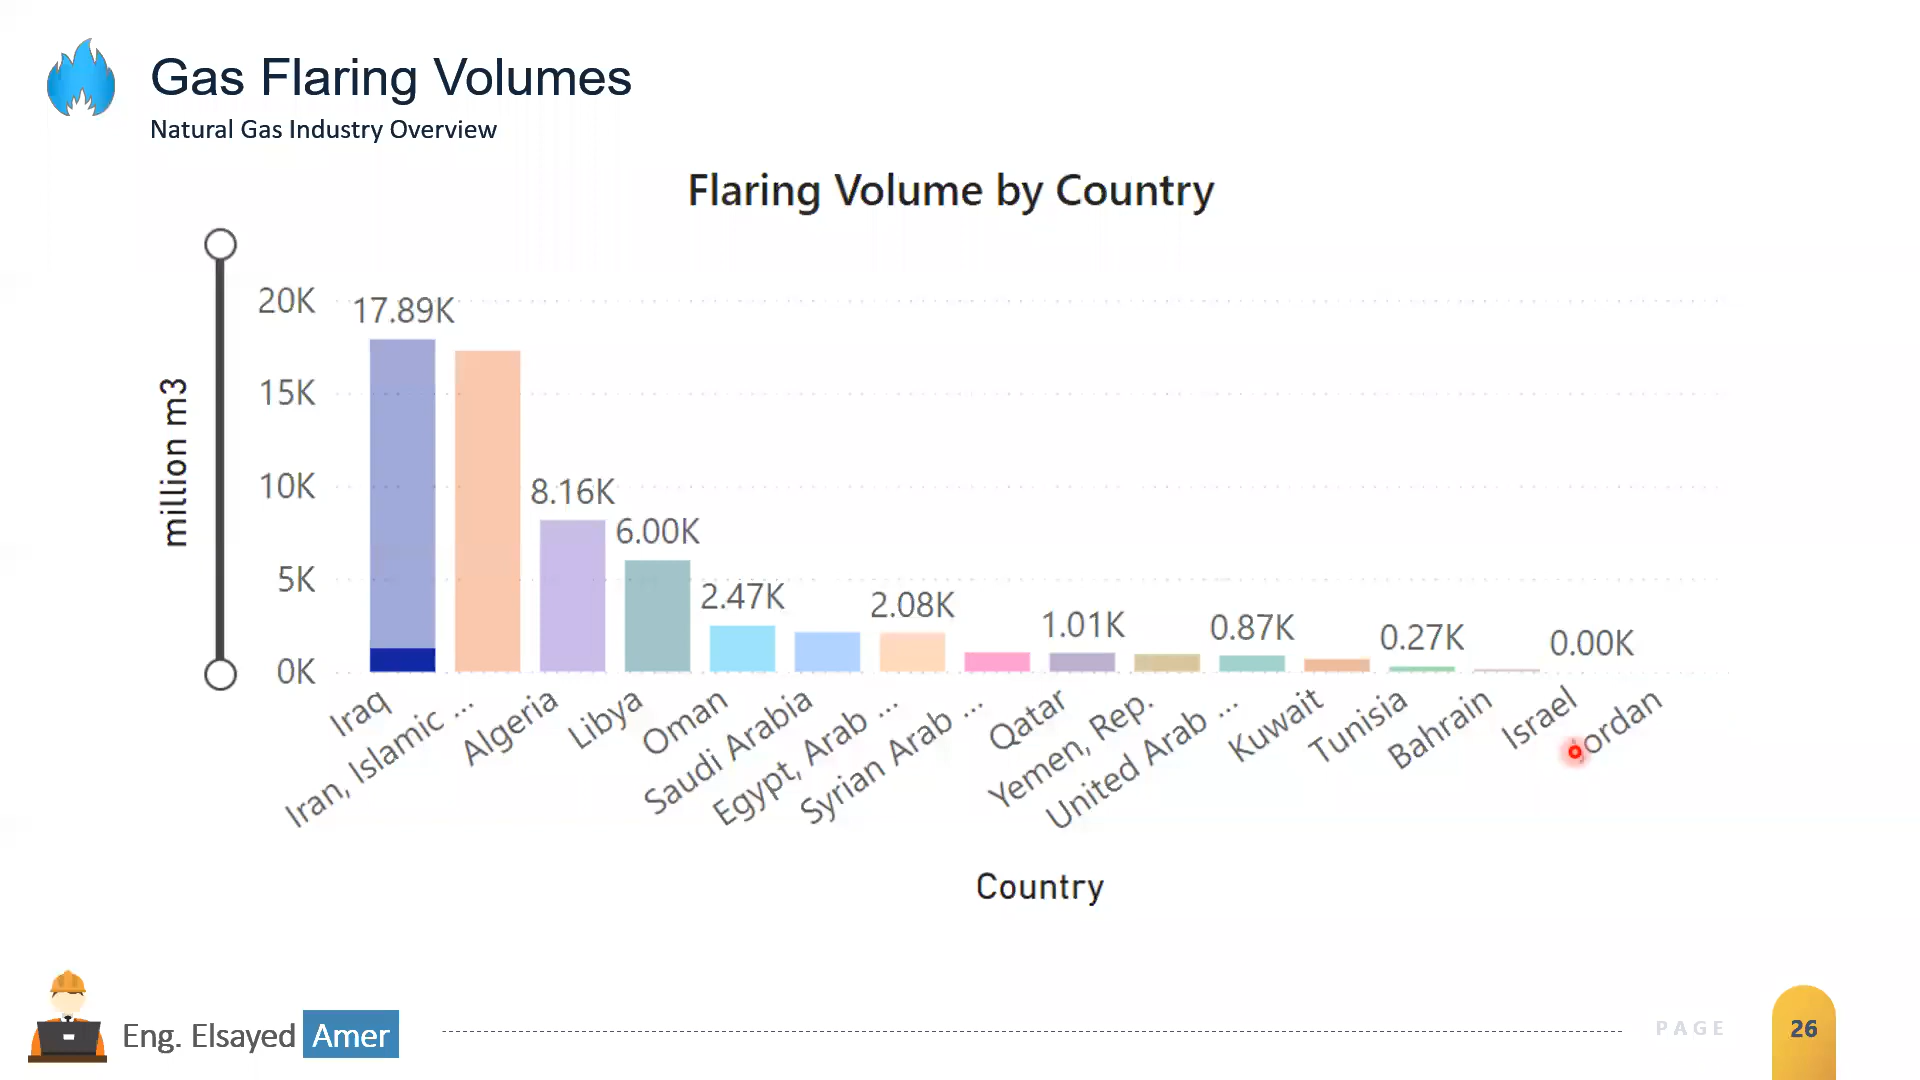 Gas Flaring Volumes
Natural Gas Industry Overview
Flaring Volume by Country
million m3
20K
15K
10K
5K
0K
17.89K
8.16K
6.00K
2.47K
2.08K
1.01K
0.87K
0.27K
0.00K
Iraq
Iran, Islamic ...
Algeria
Libya
Oman
Saudi Arabia
Egypt, Arab ...
Syrian Arab ...
Qatar
Yemen, Rep.
United Arab ...
Kuwait
Tunisia
Bahrain
Israel
Jordan
Country
Eng. Elsayed Amer
PAGE
26